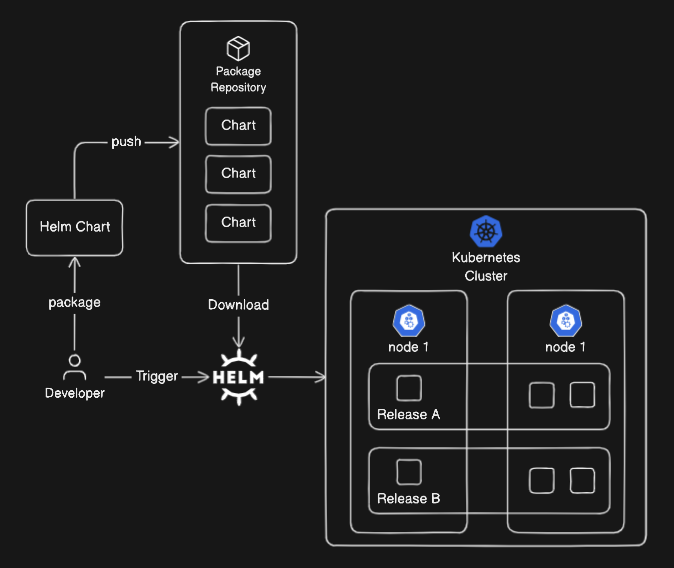 Package
Repository
Chart
Chart
Chart
push
Helm Chart
package
Developer
Trigger
Download
HELM
Kubernetes
Cluster
node 1
node 1
Release A
Release B